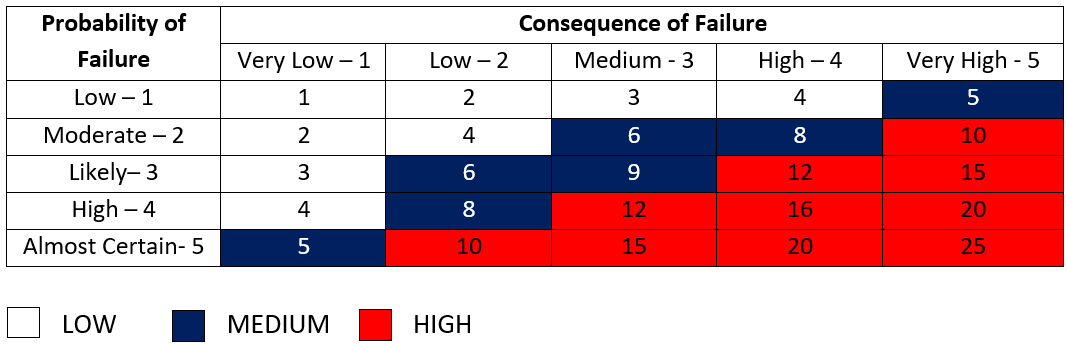 Probability of Failure Consequence of Failure
Very Low – 1 Low – 2 Medium - 3 High – 4 Very High - 5
Low – 1 1 2 3 4 5
Moderate – 2 2 4 6 8 10
Likely– 3 3 6 9 12 15
High – 4 4 8 12 16 20
Almost Certain- 5 5 10 15 20 25
LOW MEDIUM HIGH